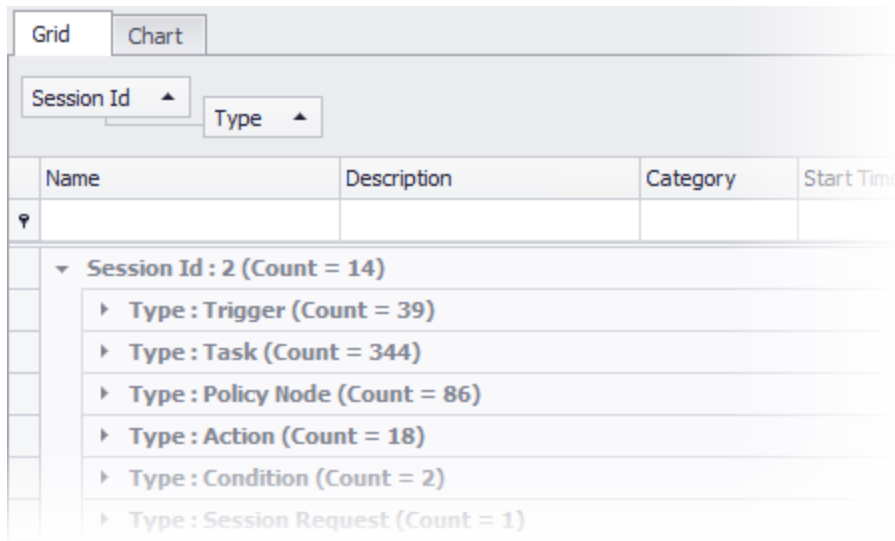 Grid Chart
Session Id
Type
Name Description Category Start Time
Session Id : 2 (Count = 14)
Type : Trigger (Count = 39)
Type : Task (Count = 344)
Type : Policy Node (Count = 86)
Type : Action (Count = 18)
Type : Condition (Count = 2)
Type : Session Request (Count = 1)